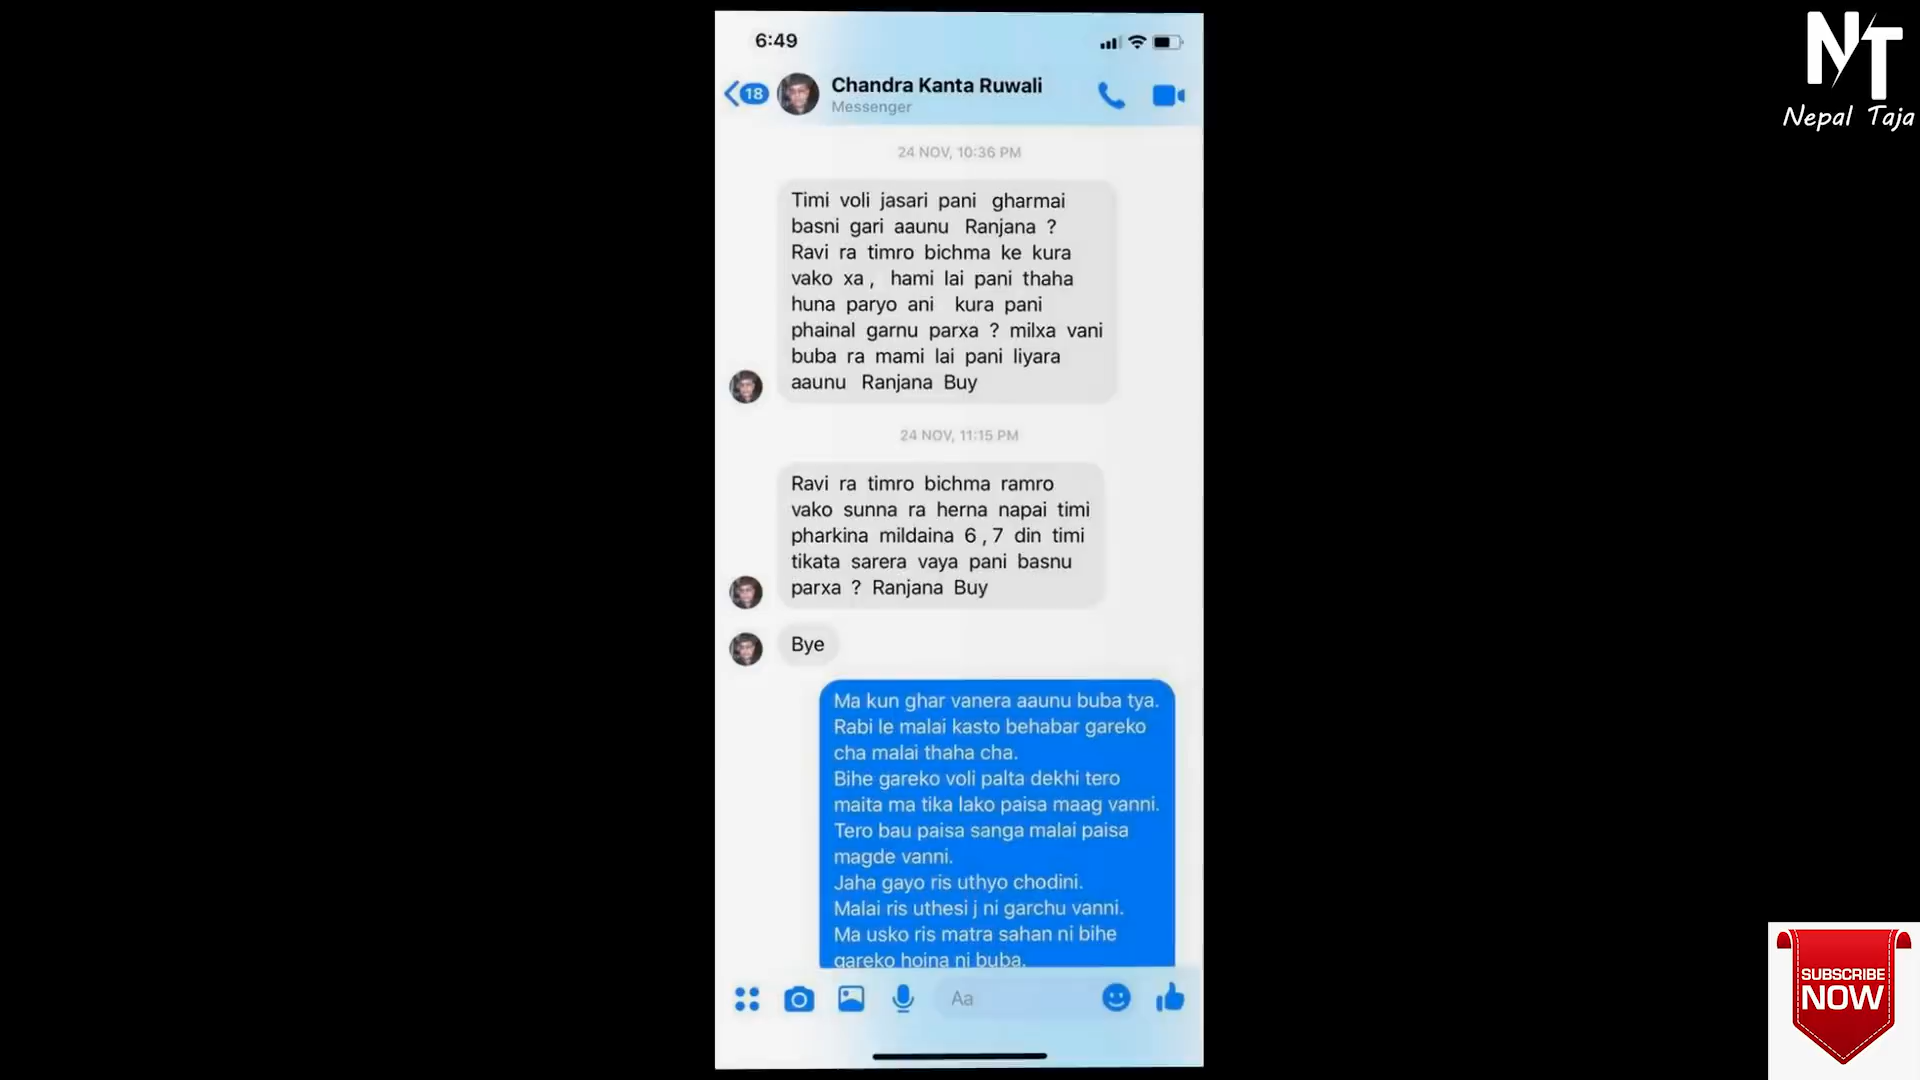 NT
Nepal Taja
6:49
18
Chandra Kanta Ruwali
Messenger
24 NOV, 10:36 PM
Timi voli jasari pani gharmai
basni gari aaunu Ranjana ?
Ravi ra timro bichma ke kura
vako xa , hami lai pani thaha
huna paryo ani kura pani
phainal garnu parxa ? milxa vani
buba ra mami lai pani liyara
aaunu Ranjana Buy
24 NOV, 11:15 PM
Ravi ra timro bichma ramro
vako sunna ra herna napai timi
pharkina mildaina 6 , 7 din timi
tikata sarera vaya pani basnu
parxa ? Ranjana Buy
Bye
Ma kun ghar vanera aaunu buba tya.
Rabi le malai kasto behabar gareko
cha malai thaha cha.
Bihe gareko voli palta dekhi tero
maita ma tika lako paisa maag vanni.
Tero bau paisa sanga malai paisa
magde vanni.
Jaha gayo ris uthyo chodini.
Malai ris uthesi j ni garchu vanni.
Ma usko ris matra sahan ni bihe
gareko hoina ni buba.
Aa
SUBSCRIBE
NOW